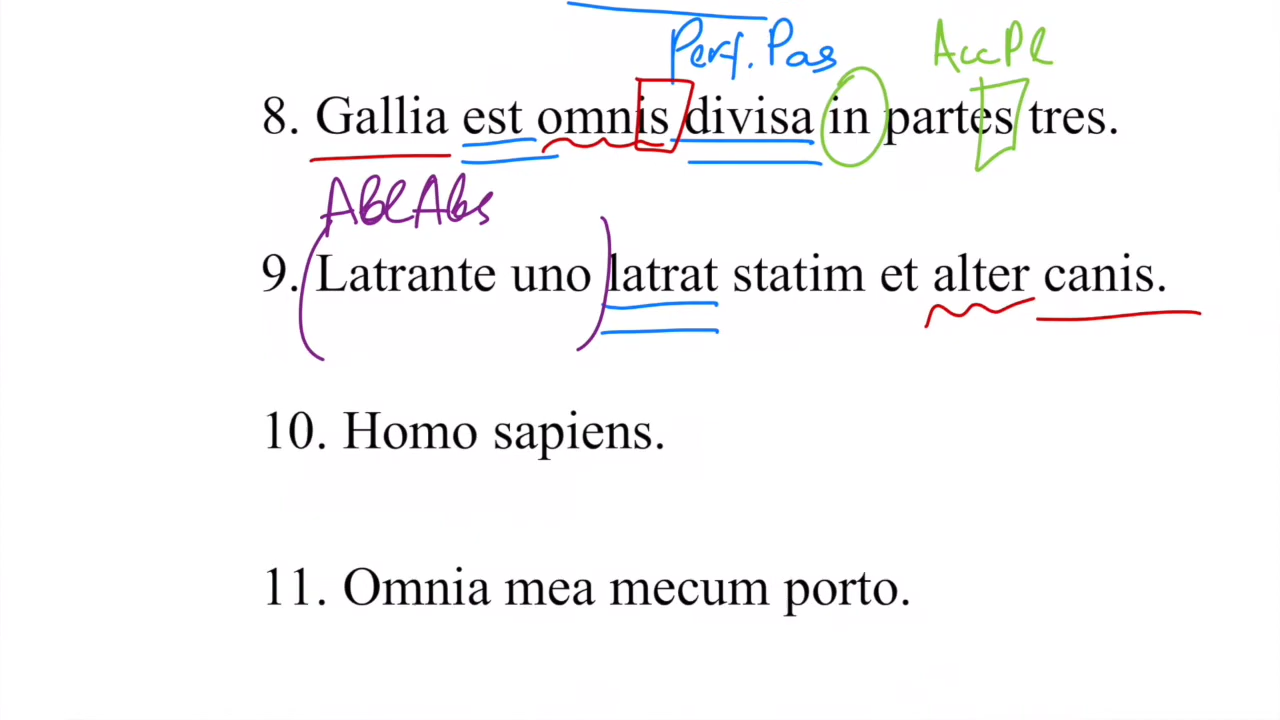 Perf. Pas AccPl
8. Gallia est omnis divisa in partes tres.
AblAbs
9. Latrante uno latrat statim et alter canis.
10. Homo sapiens.
11. Omnia mea mecum porto.